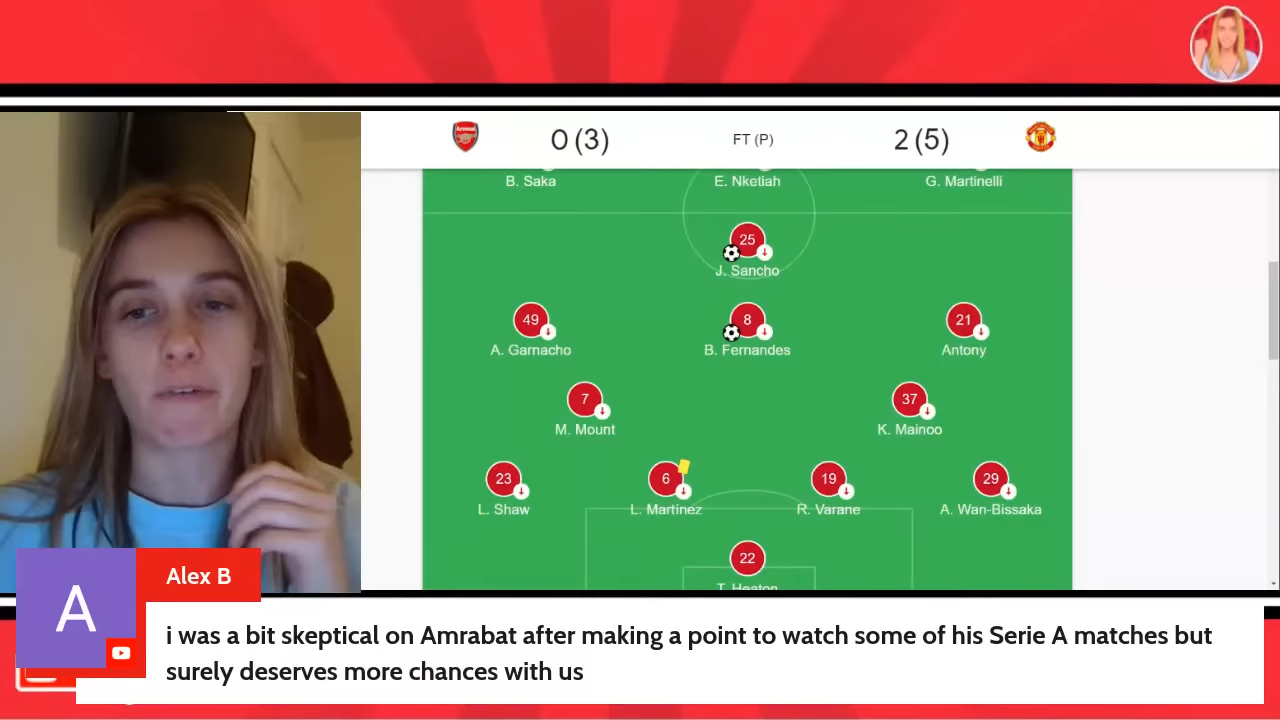 0 (3) FT (P) 2 (5)
B. Saka E. Nketiah G. Martinelli
25
J. Sancho
49 8 21
A. Garnacho B. Fernandes Antony
7 37
M. Mount K. Mainoo
23 6 19 29
L. Shaw L. Martínez R. Varane A. Wan-Bissaka
22
T. Heaton
A
Alex B
i was a bit skeptical on Amrabat after making a point to watch some of his Serie A matches but
surely deserves more chances with us